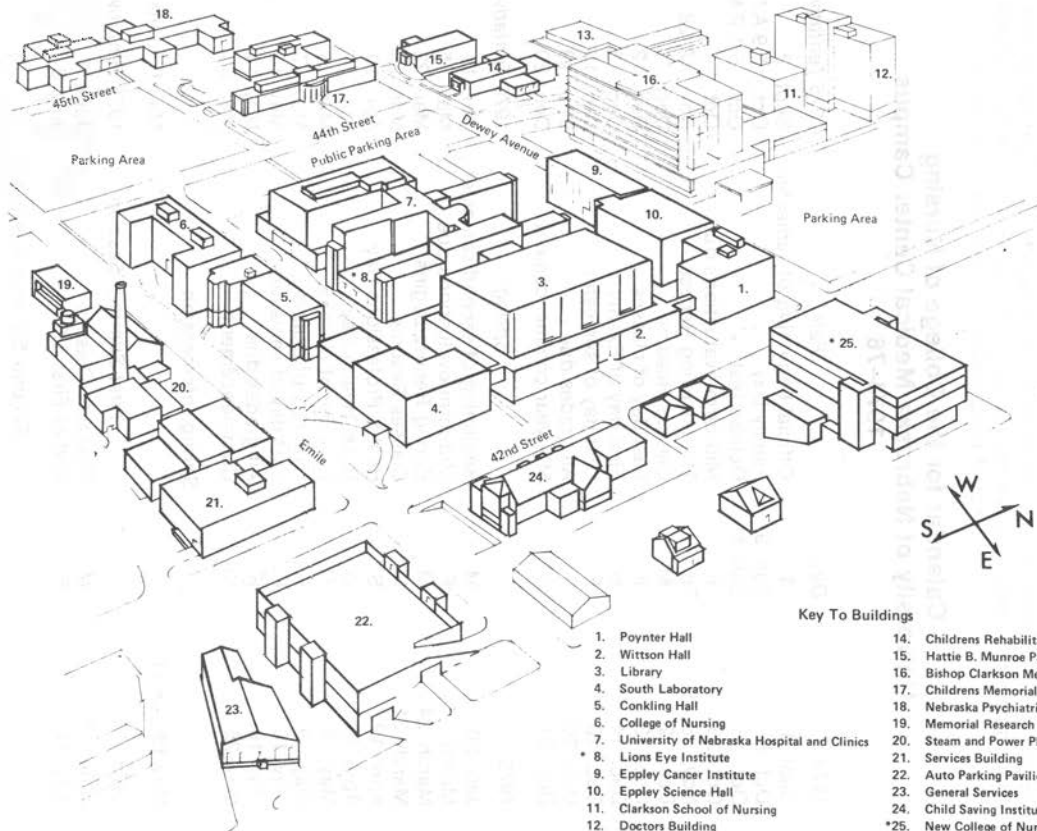 18.
15.
14.
13.
16.
12.
11.
17.
45th Street
44th Street
Dewey Avenue
Parking Area
Public Parking Area
9.
7.
10.
Parking Area
6.
* 8.
3.
1.
19.
5.
2.
* 25.
20.
4.
42nd Street
Emile
24.
21.
W
S
N
E
22.
23.
Key To Buildings
1. Poynter Hall
2. Wittson Hall
3. Library
4. South Laboratory
5. Conkling Hall
6. College of Nursing
7. University of Nebraska Hospital and Clinics
* 8. Lions Eye Institute
9. Eppley Cancer Institute
10. Eppley Science Hall
11. Clarkson School of Nursing
12. Doctors Building
14. Childrens Rehabilit
15. Hattie B. Munroe P
16. Bishop Clarkson Me
17. Childrens Memorial
18. Nebraska Psychiatri
19. Memorial Research
20. Steam and Power Pl
21. Services Building
22. Auto Parking Pavilio
23. General Services
24. Child Saving Institu
*25. New College of Nur